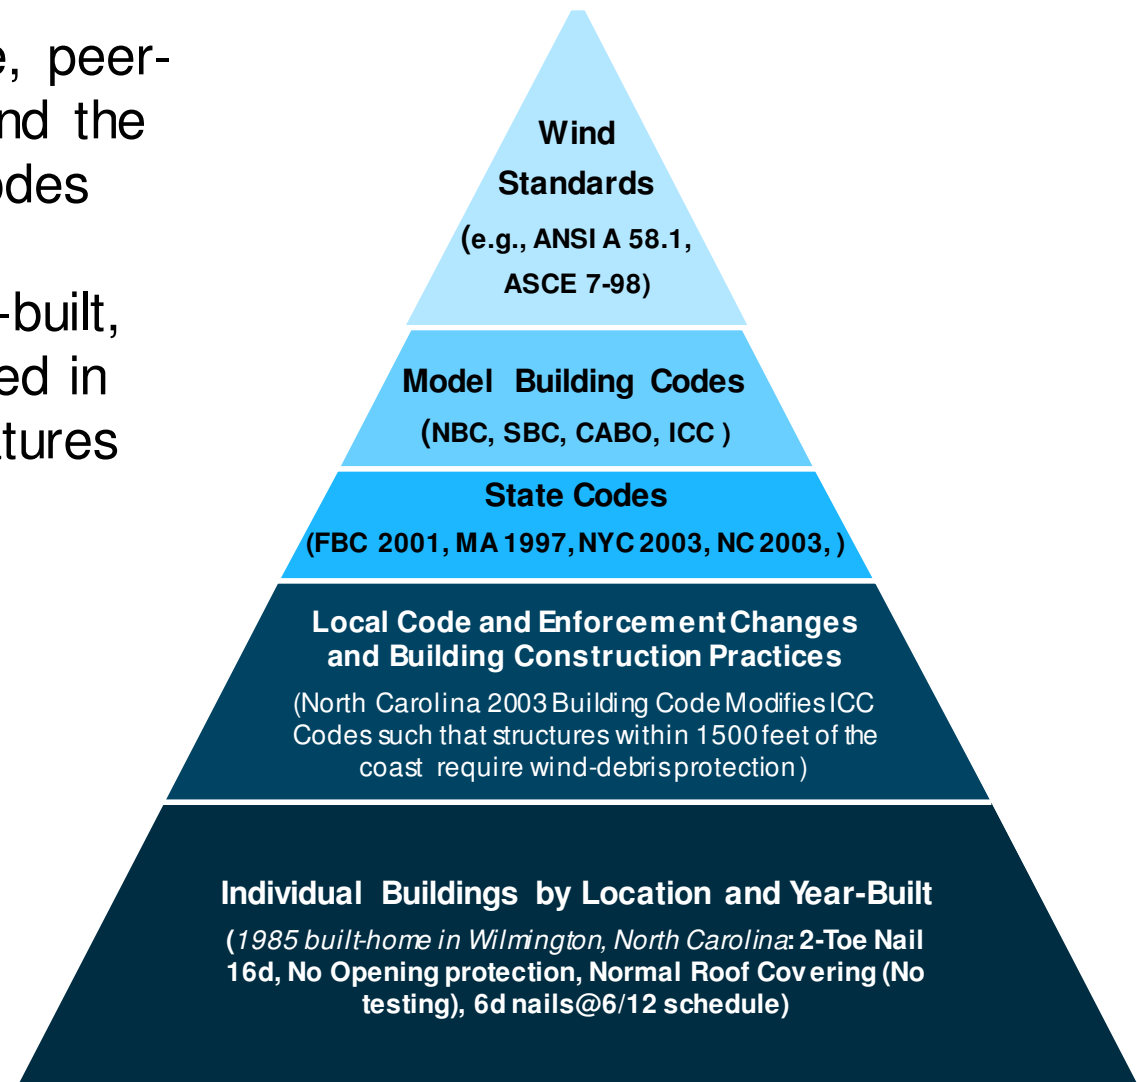 e, peer-
nd the
odes
-built,
ed in
tures
Wind
Standards
(e.g., ANSI A 58.1,
ASCE 7-98)
Model Building Codes
(NBC, SBC, CABO, ICC )
State Codes
(FBC 2001, MA 1997, NYC 2003, NC 2003, )
Local Code and Enforcement Changes
and Building Construction Practices
(North Carolina 2003 Building Code Modifies ICC
Codes such that structures within 1500 feet of the
coast require wind-debris protection )
Individual Buildings by Location and Year-Built
(1985 built-home in Wilmington, North Carolina: 2-Toe Nail
16d, No Opening protection, Normal Roof Covering (No
testing), 6d nails@6/12 schedule)